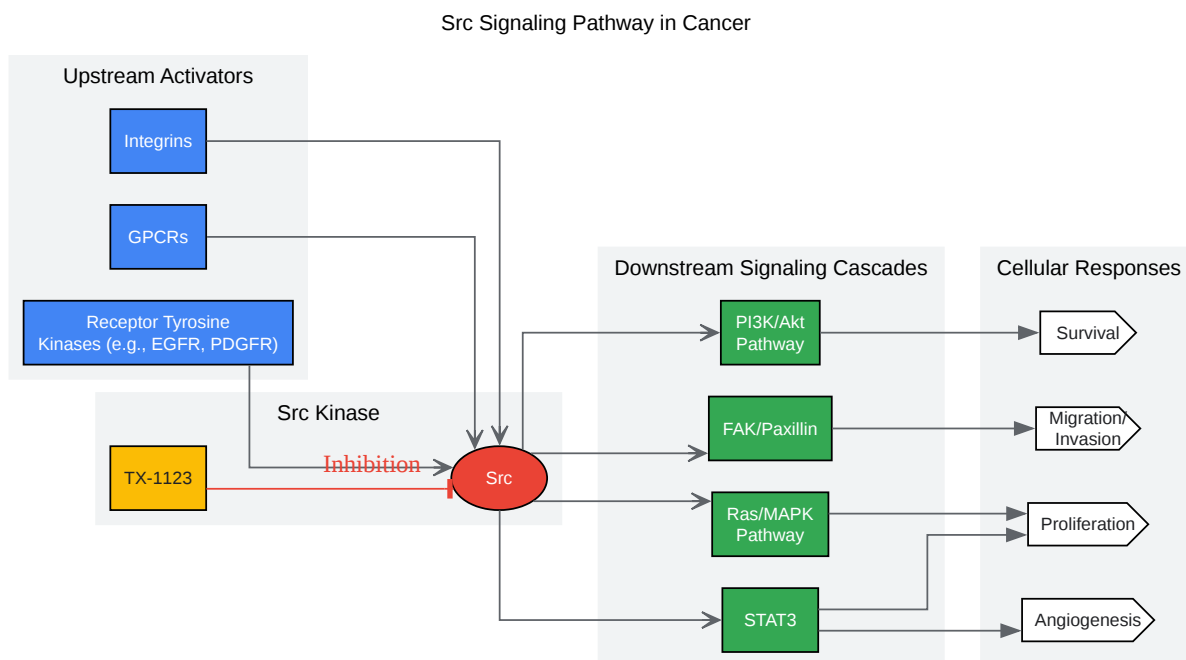 Src Signaling Pathway in Cancer
Upstream Activators
Integrins
GPCRs
Receptor Tyrosine
Kinases (e.g., EGFR, PDGFR)
Src Kinase
TX-1123
Inhibition
Src
Downstream Signaling Cascades
PI3K/Akt
Pathway
FAK/Paxillin
Ras/MAPK
Pathway
STAT3
Cellular Responses
Survival
Migration/
Invasion
Proliferation
Angiogenesis